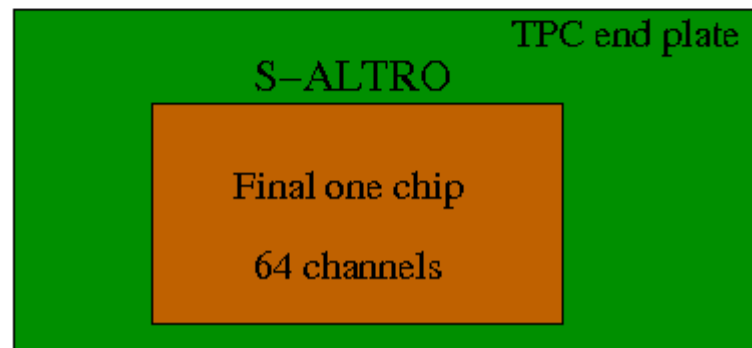 TPC end plate
S-ALTRO
Final one chip
64 channels